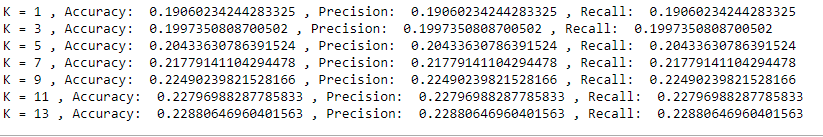 K = 1 , Accuracy:  0.19060234244283325 , Precision:  0.19060234244283325 , Recall:  0.19060234244283325
K = 3 , Accuracy:  0.1997350808700502 , Precision:  0.1997350808700502 , Recall:  0.1997350808700502
K = 5 , Accuracy:  0.20433630786391524 , Precision:  0.20433630786391524 , Recall:  0.20433630786391524
K = 7 , Accuracy:  0.21779141104294478 , Precision:  0.21779141104294478 , Recall:  0.21779141104294478
K = 9 , Accuracy:  0.22490239821528166 , Precision:  0.22490239821528166 , Recall:  0.22490239821528166
K = 11 , Accuracy:  0.22796988287785833 , Precision:  0.22796988287785833 , Recall:  0.22796988287785833
K = 13 , Accuracy:  0.22880646960401563 , Precision:  0.22880646960401563 , Recall:  0.22880646960401563